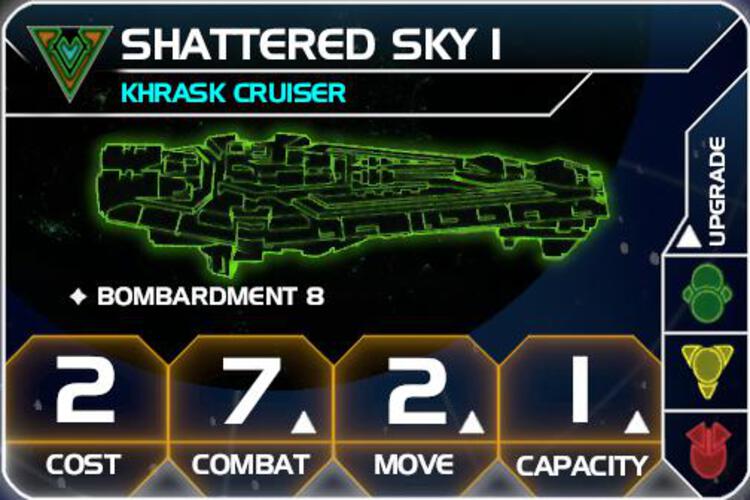 SHATTERED SKY I
KHRASK CRUISER
UPGRADE
BOMBARDMENT 8
2
7
2
1
COST
COMBAT
MOVE
CAPACITY